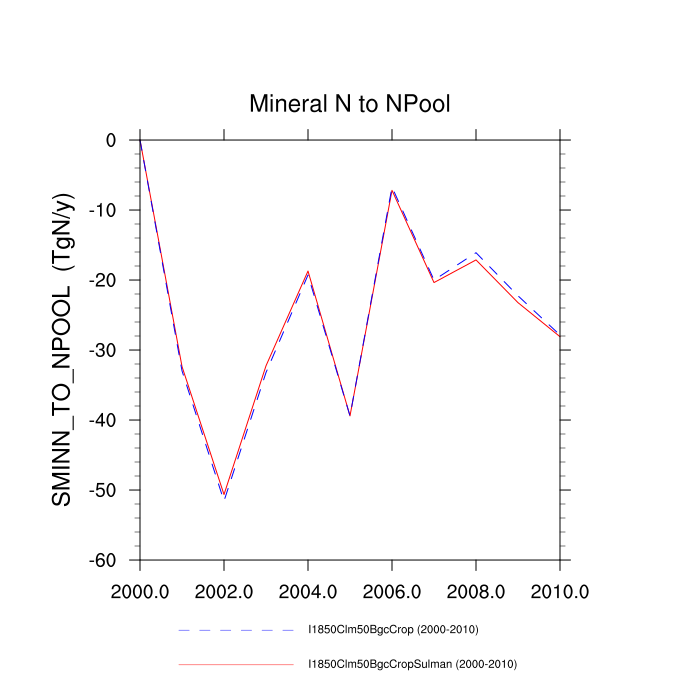 Mineral N to NPool
SMINN_TO_NPOOL (TgN/y)
0
-10
-20
-30
-40
-50
-60
2000.0 2002.0 2004.0 2006.0 2008.0 2010.0
I1850Clm50BgcCrop (2000-2010)
I1850Clm50BgcCropSulman (2000-2010)